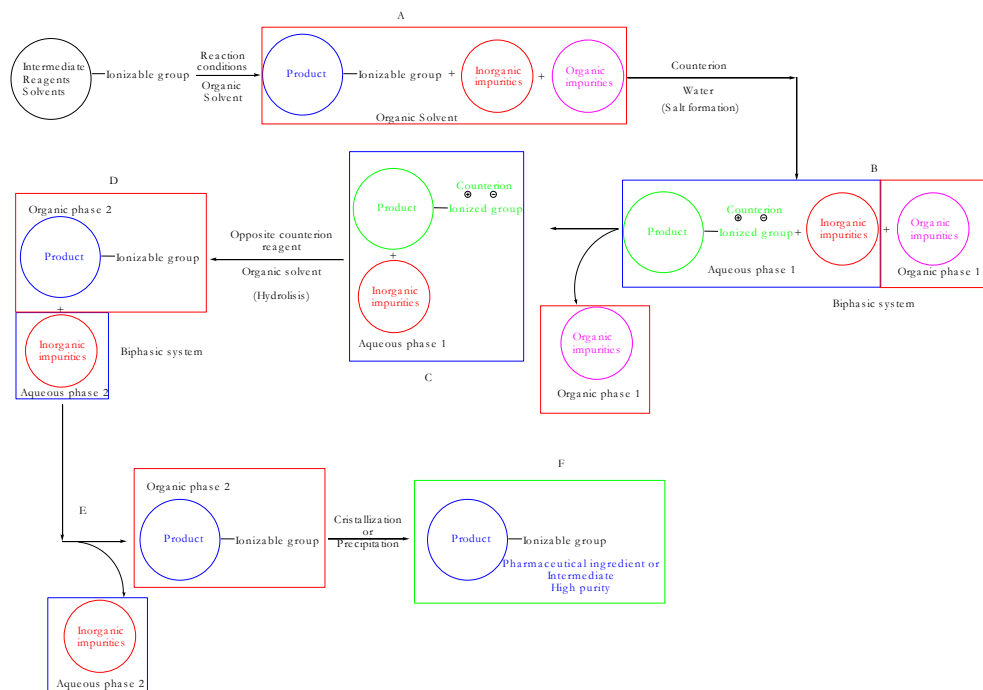 A
Intermediate
Reagents
Solvents
Ionizable group
Reaction
conditions
Organic
Solvent
Product
Ionizable group
+
Inorganic
impurities
+
Organic
impurities
Organic Solvent
Counterion
Water
(Salt formation)
B
Product
Counterion
⊕ ⊖
Ionized group
+
Inorganic
impurities
+
Organic
impurities
Aqueous phase 1
Organic phase 1
Biphasic system
Organic
impurities
Organic phase 1
Product
Counterion
⊕ ⊖
Ionized group
+
Inorganic
impurities
Aqueous phase 1
C
Opposite counterion
reagent
Organic solvent
(Hydrolisis)
D
Organic phase 2
Product
Ionizable group
+
Inorganic
impurities
Aqueous phase 2
Biphasic system
E
Inorganic
impurities
Aqueous phase 2
Organic phase 2
Product
Ionizable group
Cristallization
or
Precipitation
F
Product
Ionizable group
Pharmaceutical ingredient or
Intermediate
High purity